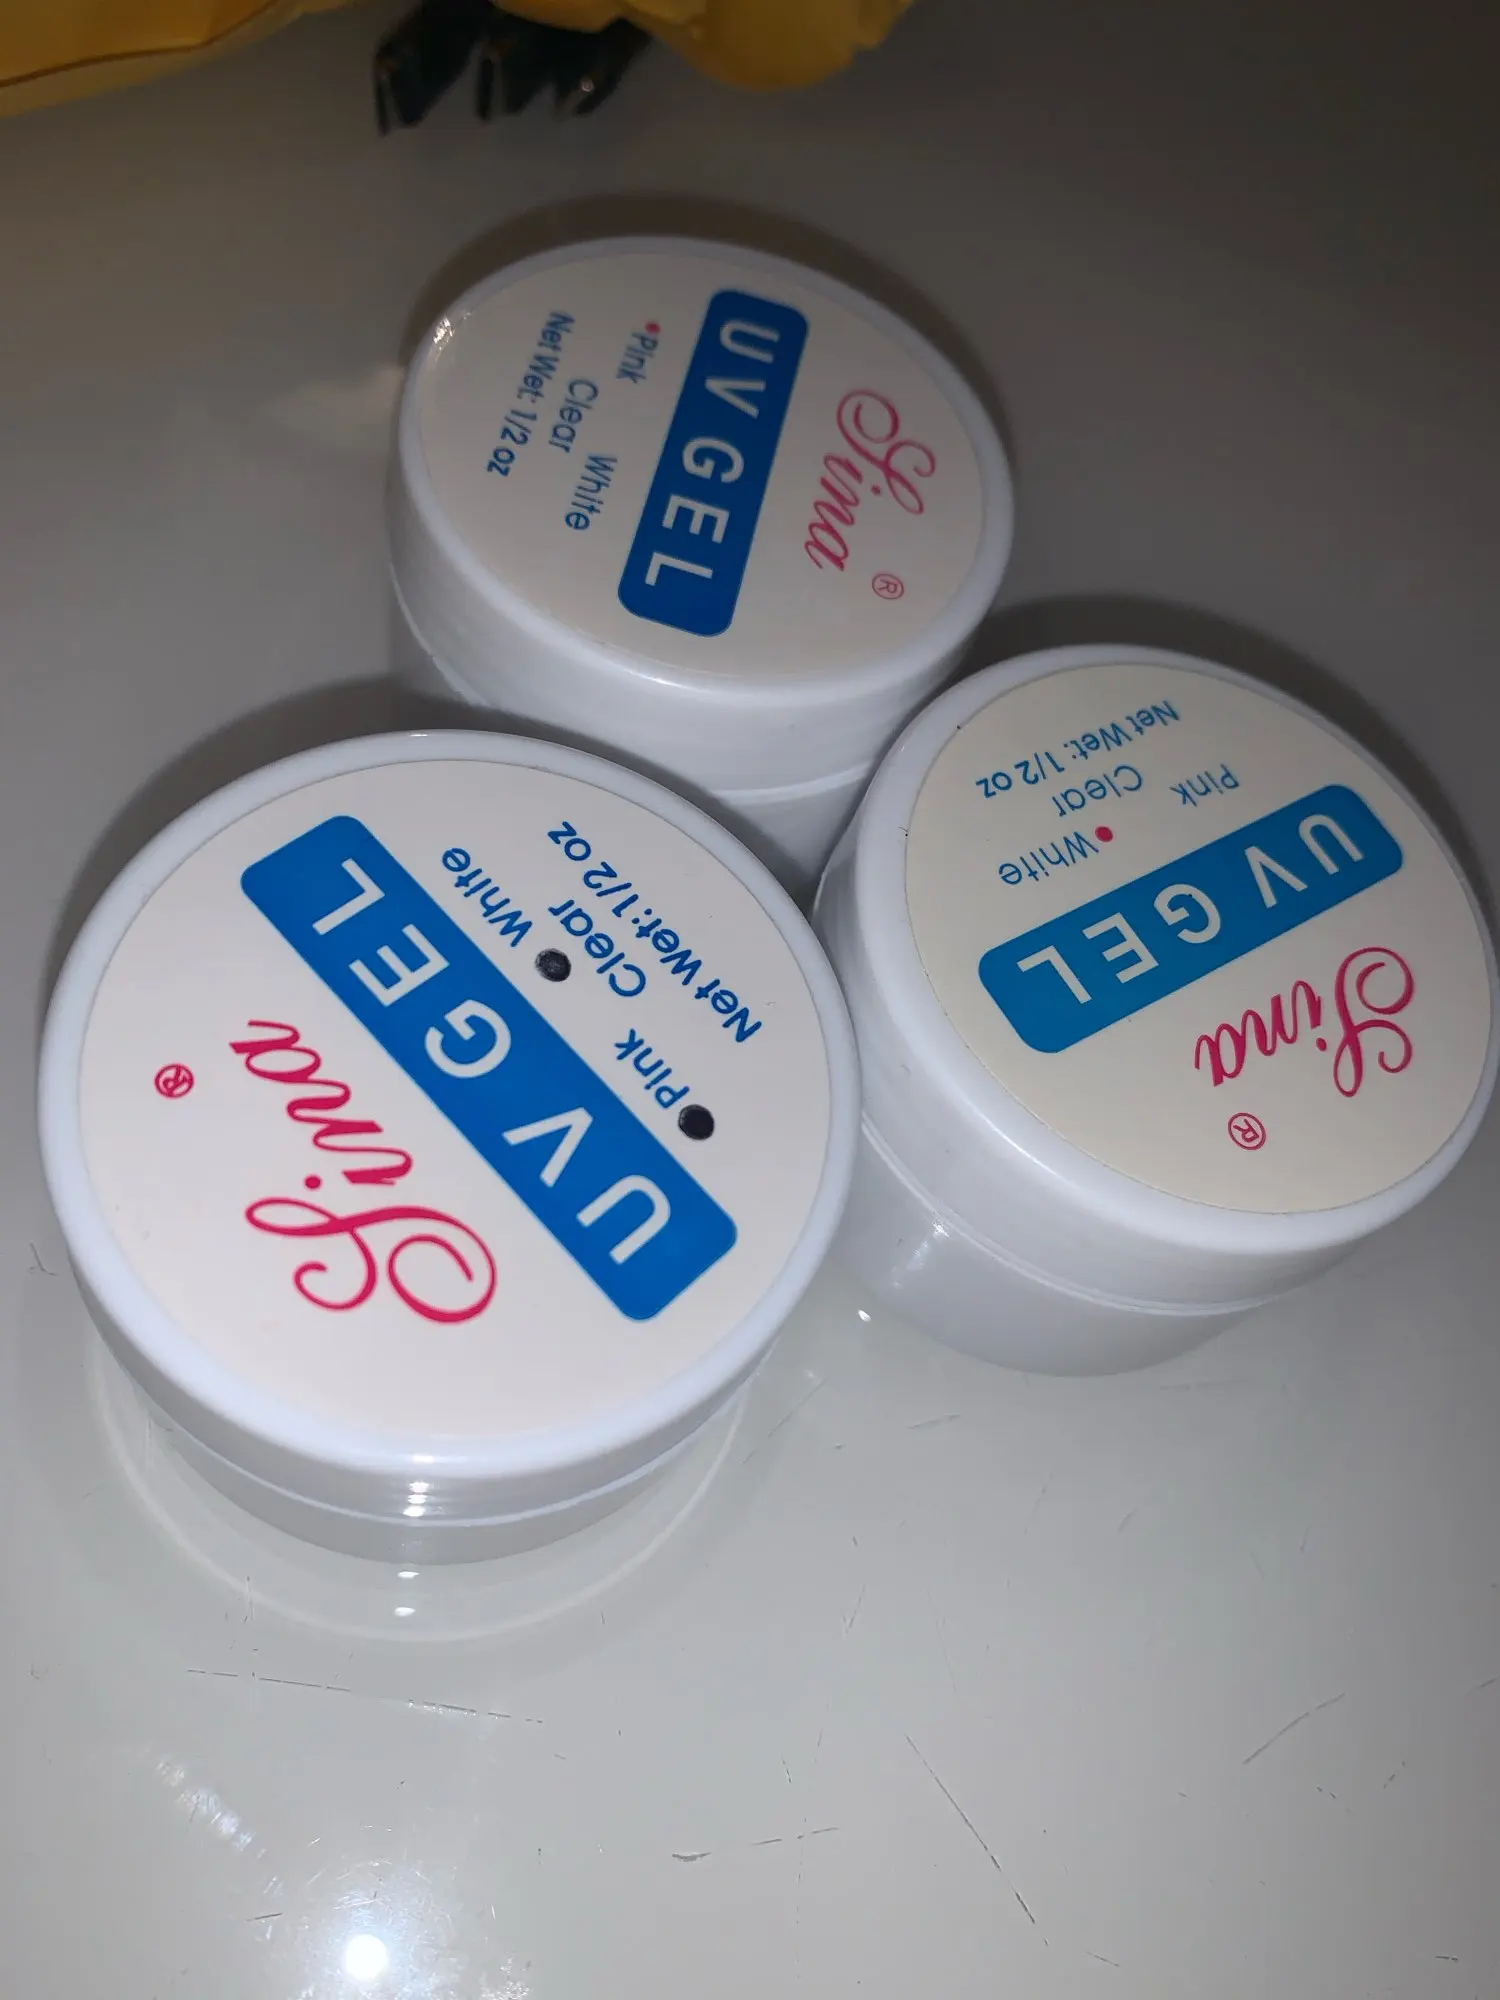 Sina ®
UV GEL
• Pink White
Clear
Net Wet: 1/2 oz
Sina ®
UV GEL
• Pink • White
Clear
Net Wet: 1/2 oz
Sina ®
UV GEL
Pink • White
Clear
Net Wet: 1/2 oz